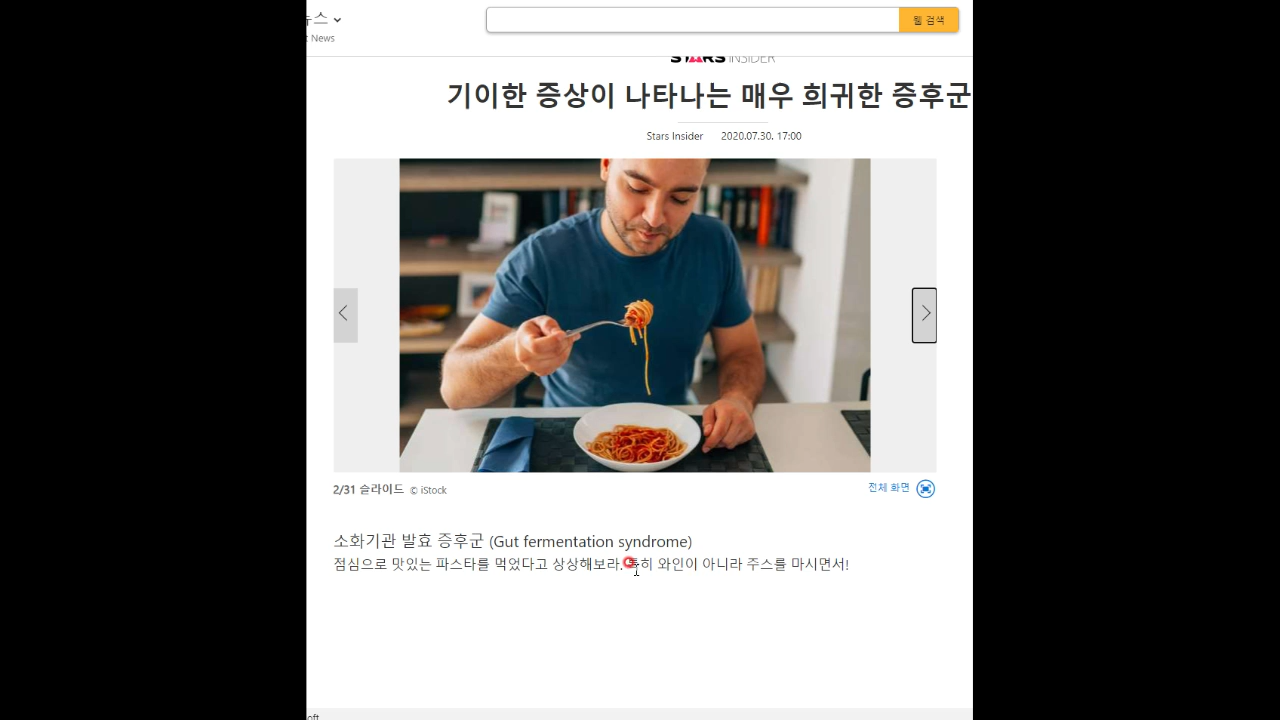 뉴스
News
웹 검색
STARS INSIDER
기이한 증상이 나타나는 매우 희귀한 증후군
Stars Insider 2020.07.30. 17:00
2/31 슬라이드 © iStock
전체 화면
소화기관 발효 증후군 (Gut fermentation syndrome)
점심으로 맛있는 파스타를 먹었다고 상상해보라. 특히 와인이 아니라 주스를 마시면서!